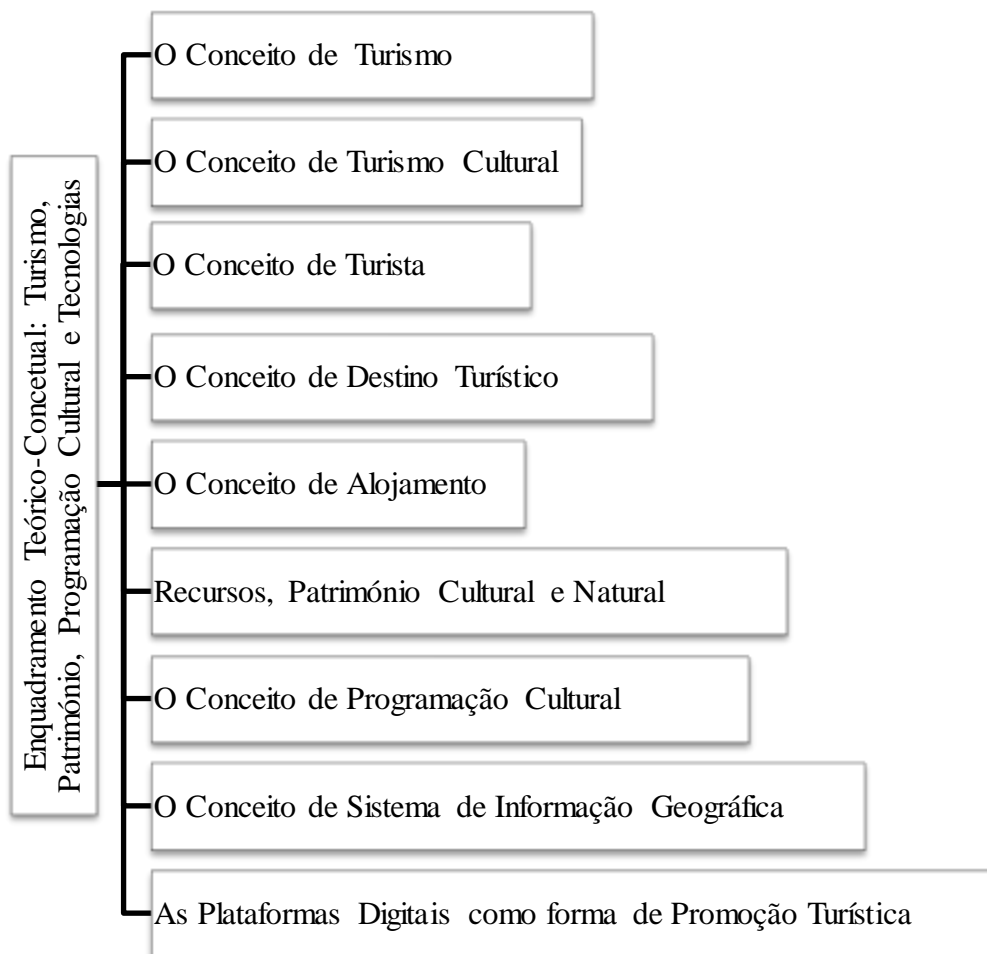 Enquadramento Teórico-Concetual: Turismo,
Património, Programação Cultural e Tecnologias
O Conceito de Turismo
O Conceito de Turismo Cultural
O Conceito de Turista
O Conceito de Destino Turístico
O Conceito de Alojamento
Recursos, Património Cultural e Natural
O Conceito de Programação Cultural
O Conceito de Sistema de Informação Geográfica
As Plataformas Digitais como forma de Promoção Turística